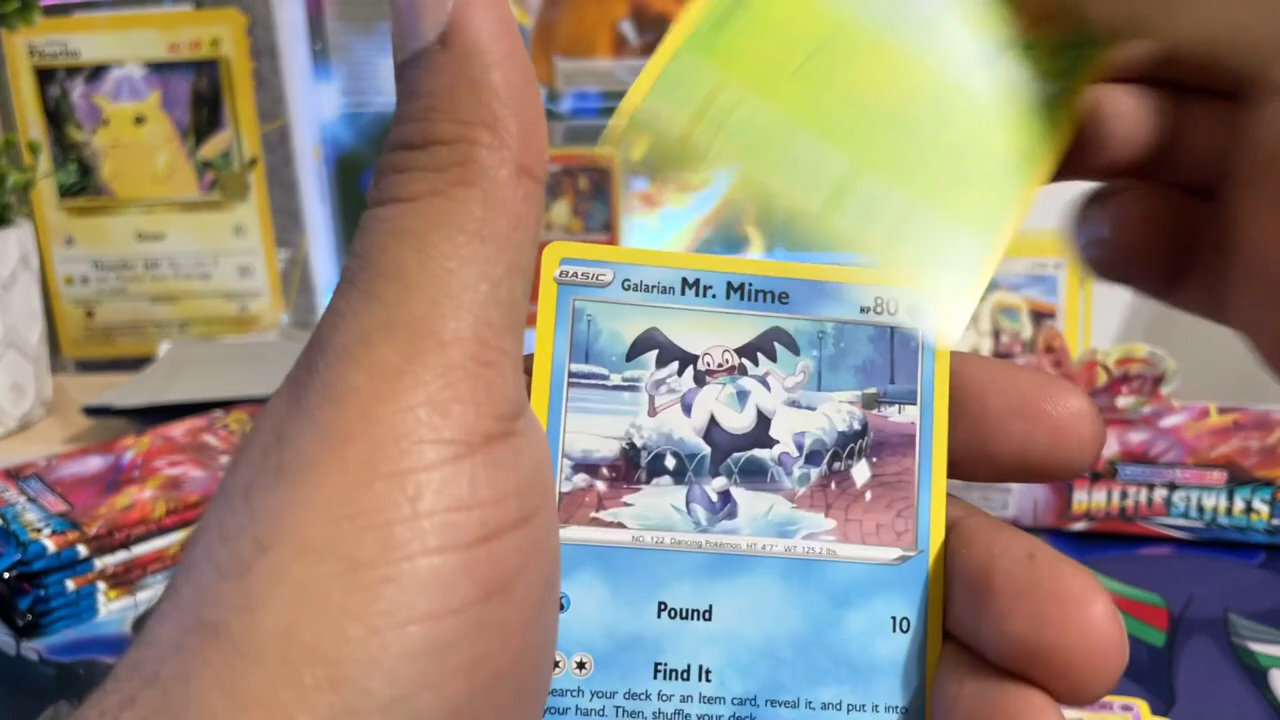 Pikachu
BASIC
Galarian Mr. Mime
HP 80
NO. 122 Dancing Pokémon HT 4'7" WT 125.2 lbs.
Pound 10
Find It
Search your deck for an Item card, reveal it, and put it into
your hand. Then, shuffle your deck.
BATTLE STYLES